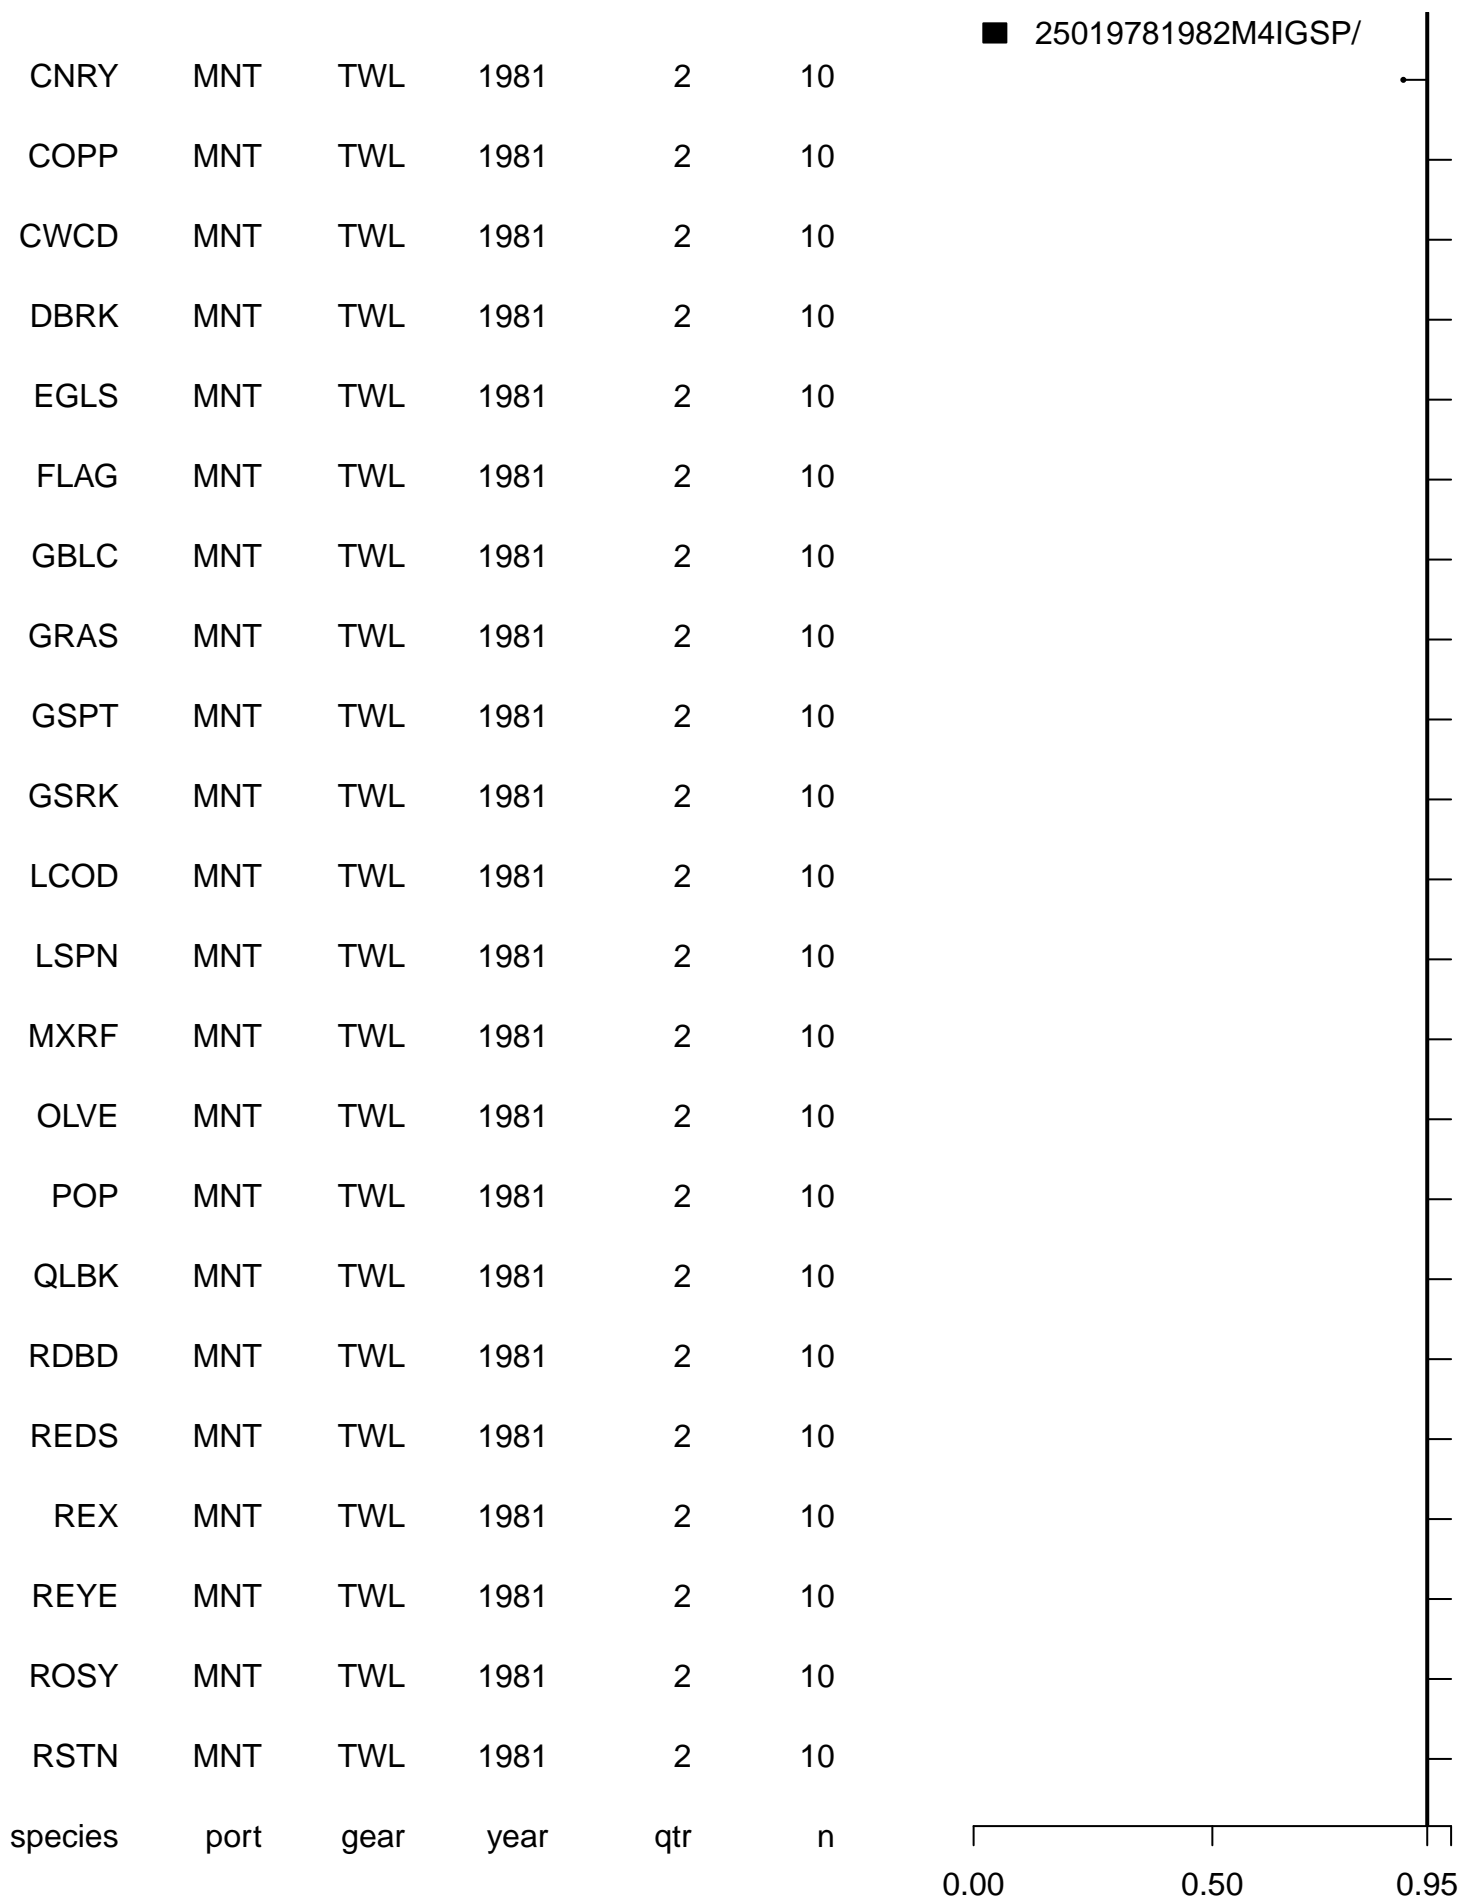 25019781982M4IGSP/
CNRY MNT TWL 1981 2 10
COPP MNT TWL 1981 2 10
CWCD MNT TWL 1981 2 10
DBRK MNT TWL 1981 2 10
EGLS MNT TWL 1981 2 10
FLAG MNT TWL 1981 2 10
GBLC MNT TWL 1981 2 10
GRAS MNT TWL 1981 2 10
GSPT MNT TWL 1981 2 10
GSRK MNT TWL 1981 2 10
LCOD MNT TWL 1981 2 10
LSPN MNT TWL 1981 2 10
MXRF MNT TWL 1981 2 10
OLVE MNT TWL 1981 2 10
POP MNT TWL 1981 2 10
QLBK MNT TWL 1981 2 10
RDBD MNT TWL 1981 2 10
REDS MNT TWL 1981 2 10
REX MNT TWL 1981 2 10
REYE MNT TWL 1981 2 10
ROSY MNT TWL 1981 2 10
RSTN MNT TWL 1981 2 10
species port gear year qtr n
0.00 0.50 0.95